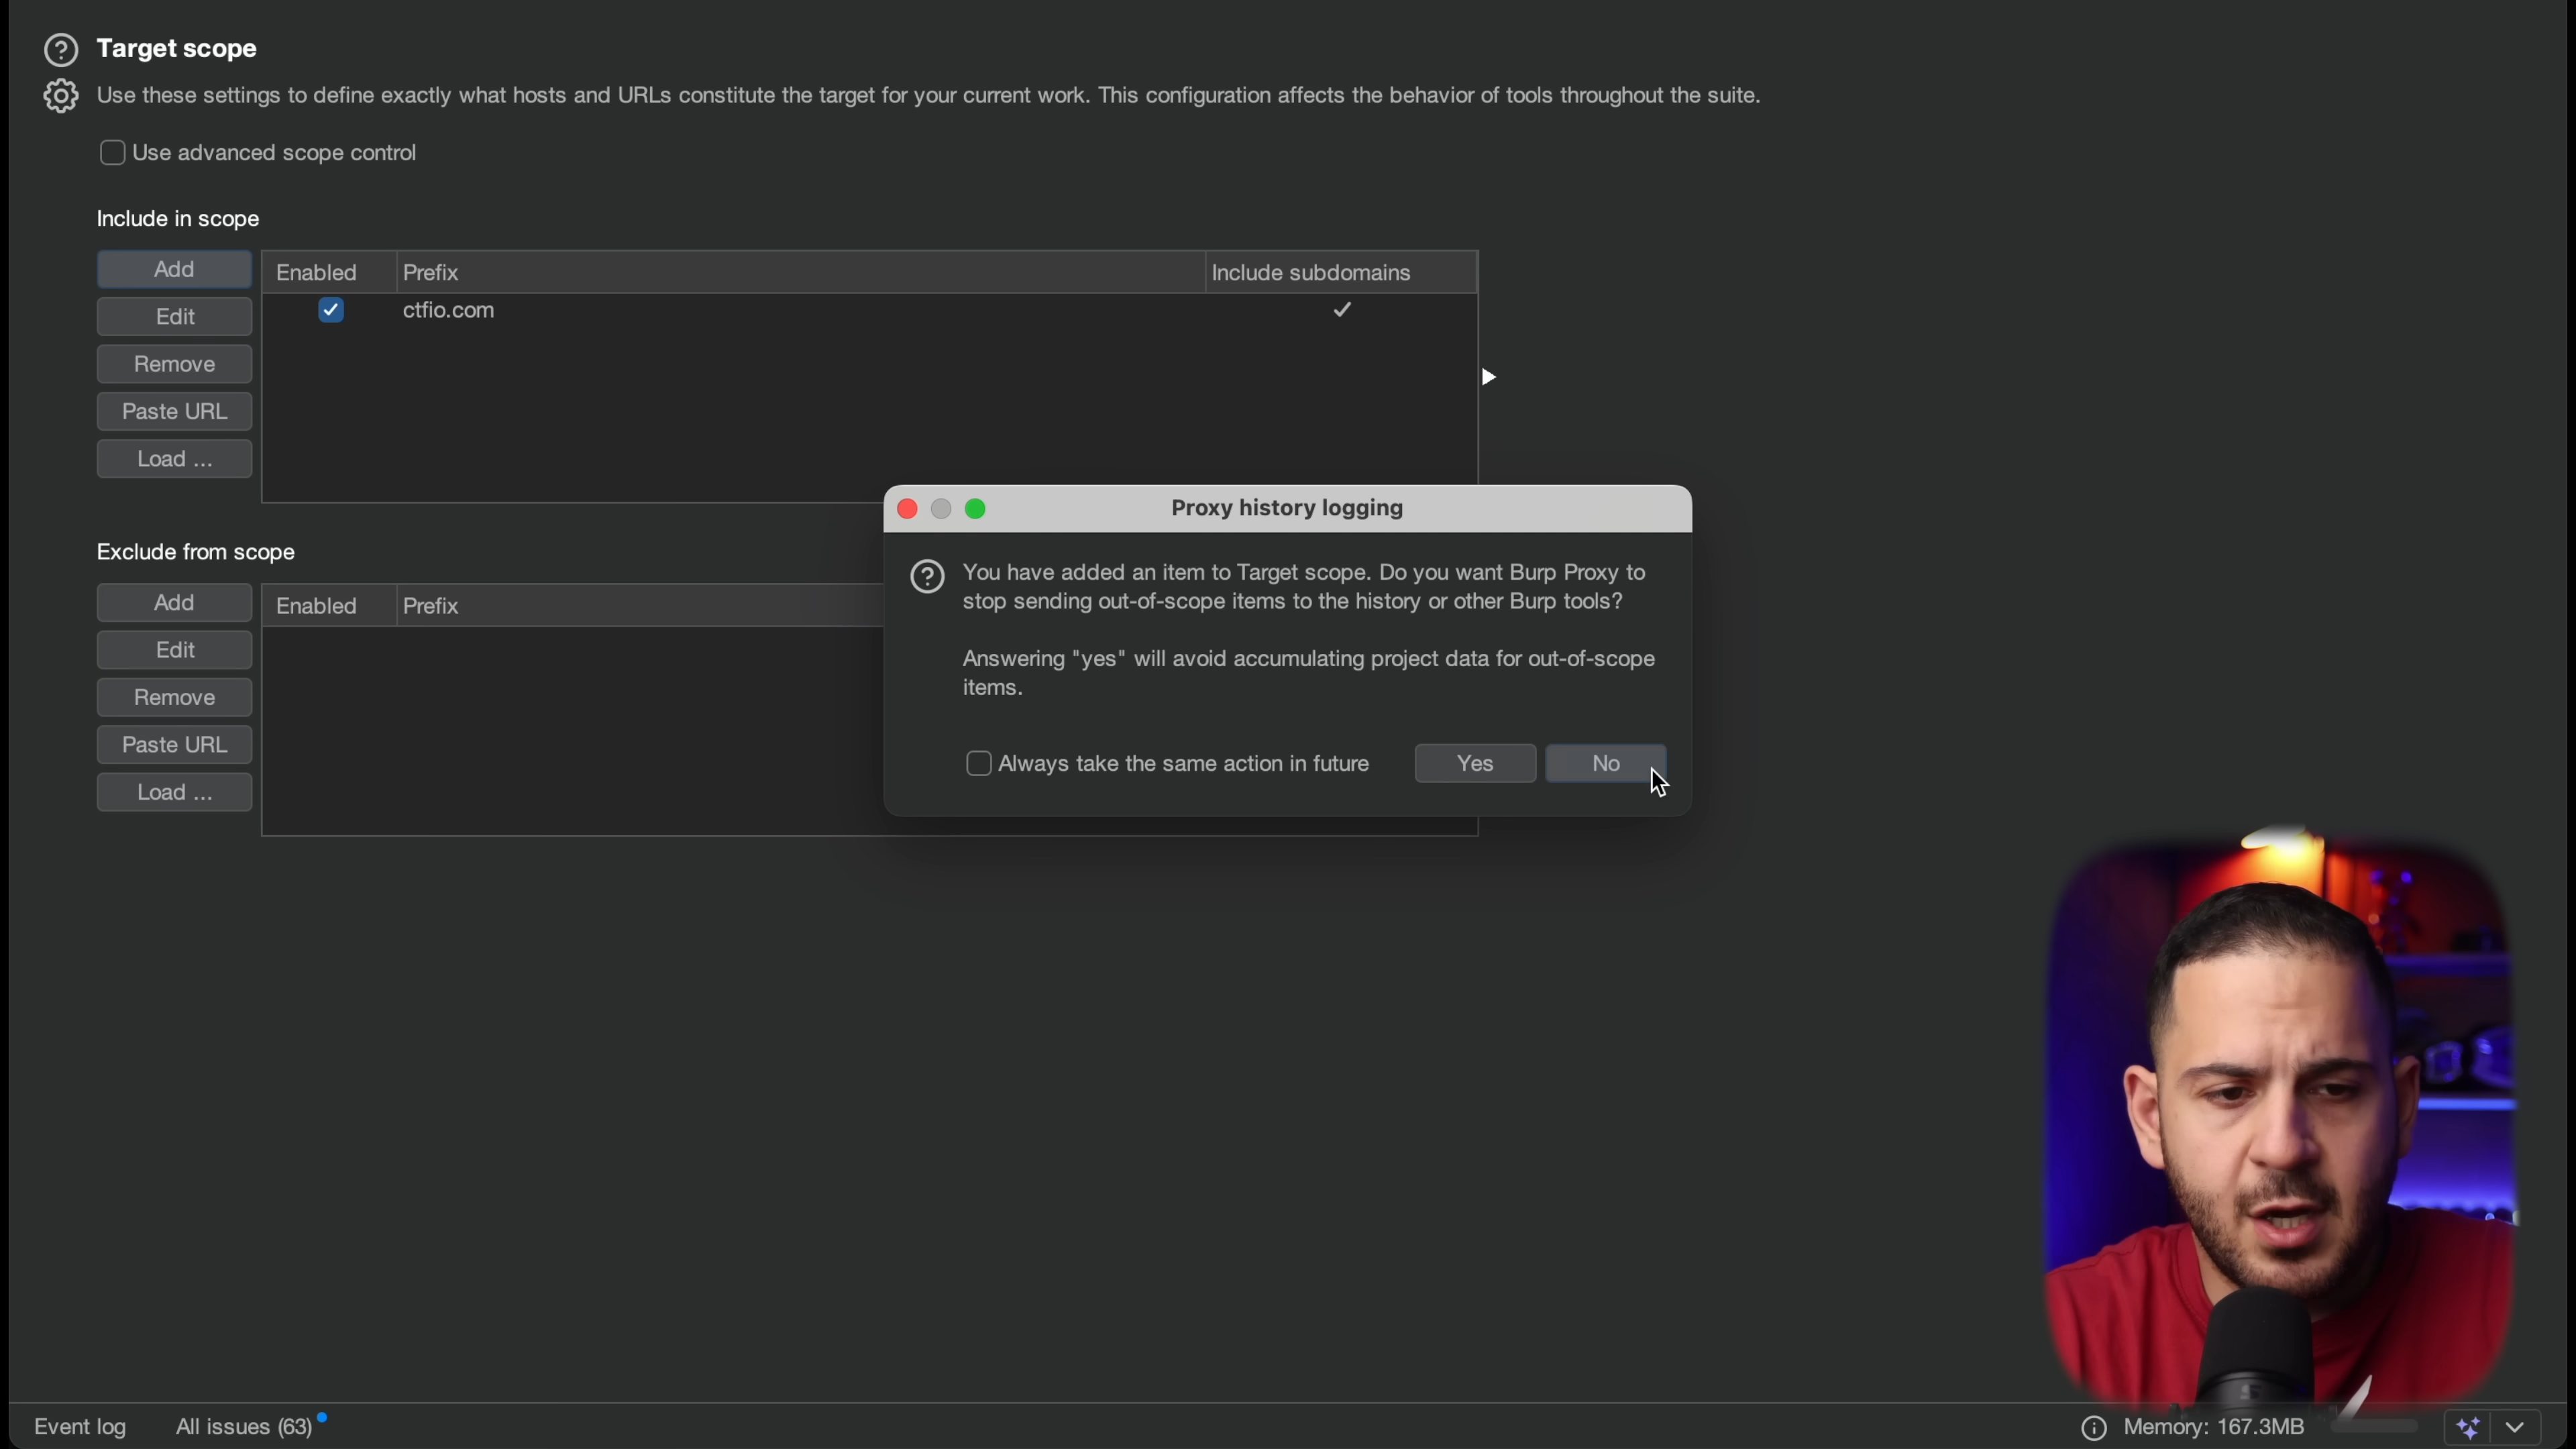 Target scope
Use these settings to define exactly what hosts and URLs constitute the target for your current work. This configuration affects the behavior of tools throughout the suite.
Use advanced scope control
Include in scope
Add
Edit
Remove
Paste URL
Load ...
Enabled Prefix Include subdomains
ctfio.com
Proxy history logging
You have added an item to Target scope. Do you want Burp Proxy to
stop sending out-of-scope items to the history or other Burp tools?
Answering "yes" will avoid accumulating project data for out-of-scope
items.
Always take the same action in future Yes No
Exclude from scope
Add
Edit
Remove
Paste URL
Load ...
Enabled Prefix
Event log All issues (63) Memory: 167.3MB